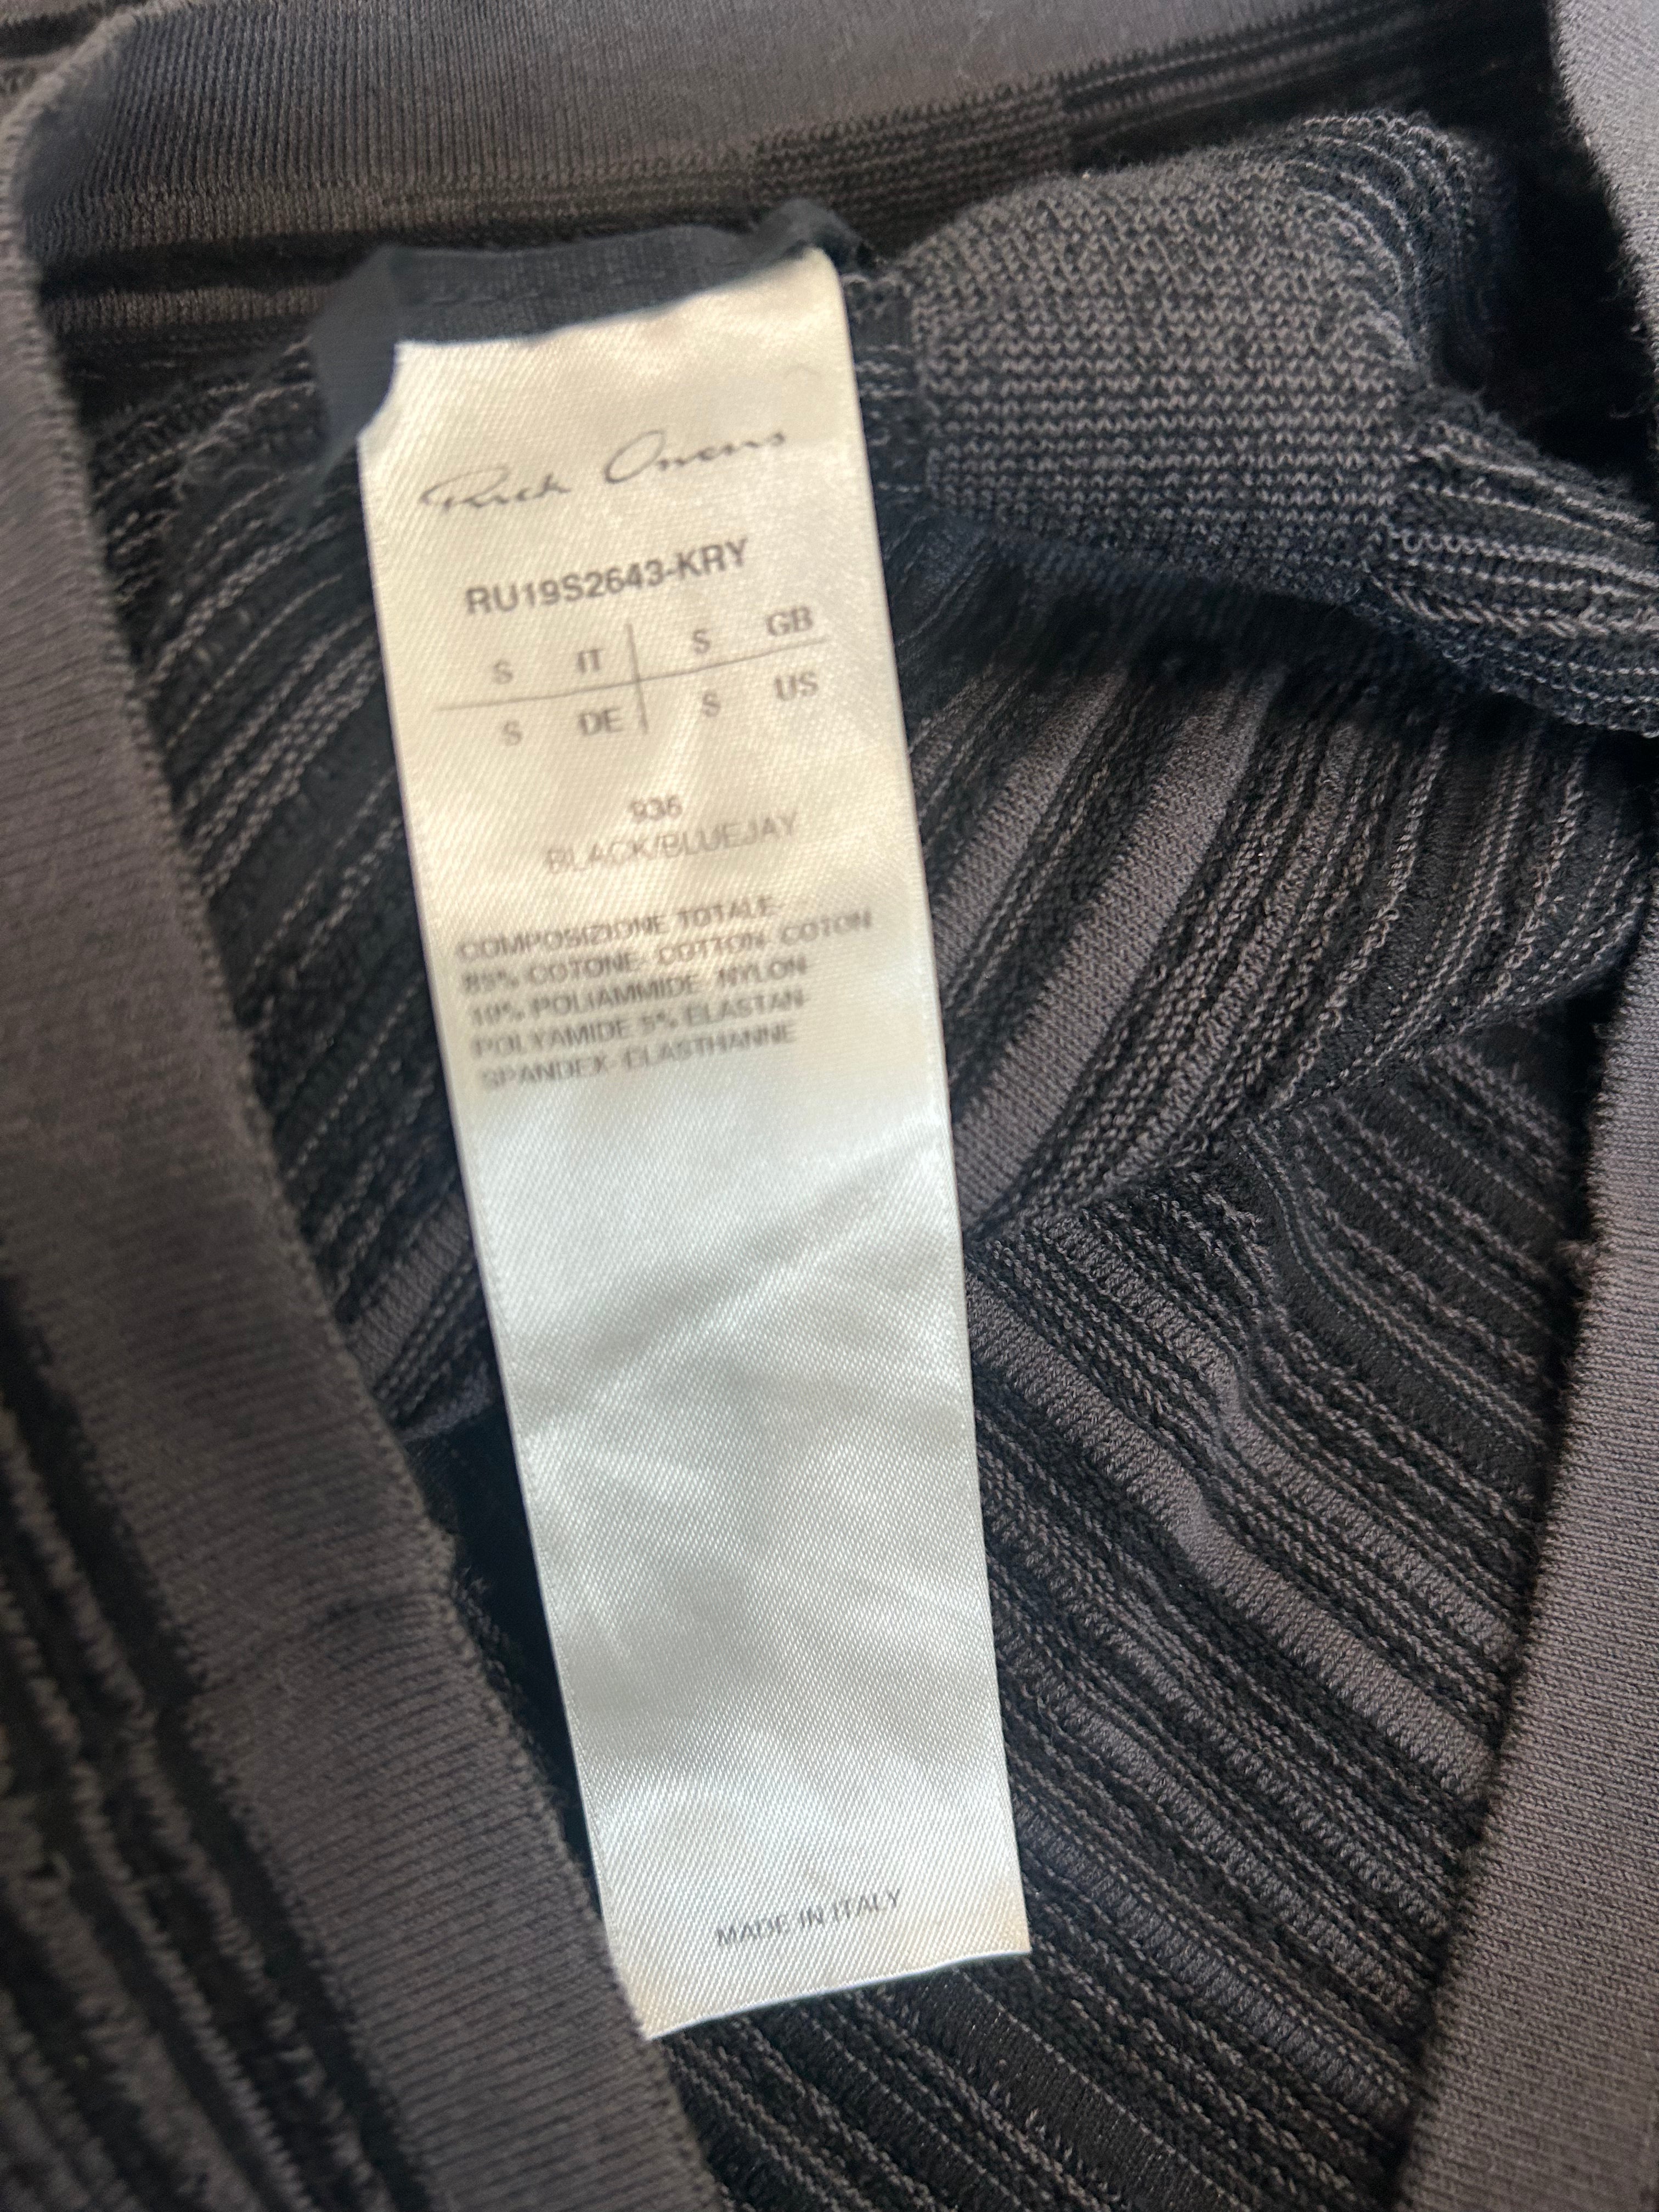 Rick Owens
RU19S2643-KRY
S IT S GB
S DE S US
936
BLACK/BLUEJAY
COMPOSIZIONE TOTALE-
85% COTONE- COTTON- COTON
10% POLIAMMIDE- NYLON
POLYAMIDE 5% ELASTAN-
SPANDEX- ELASTHANNE
MADE IN ITALY